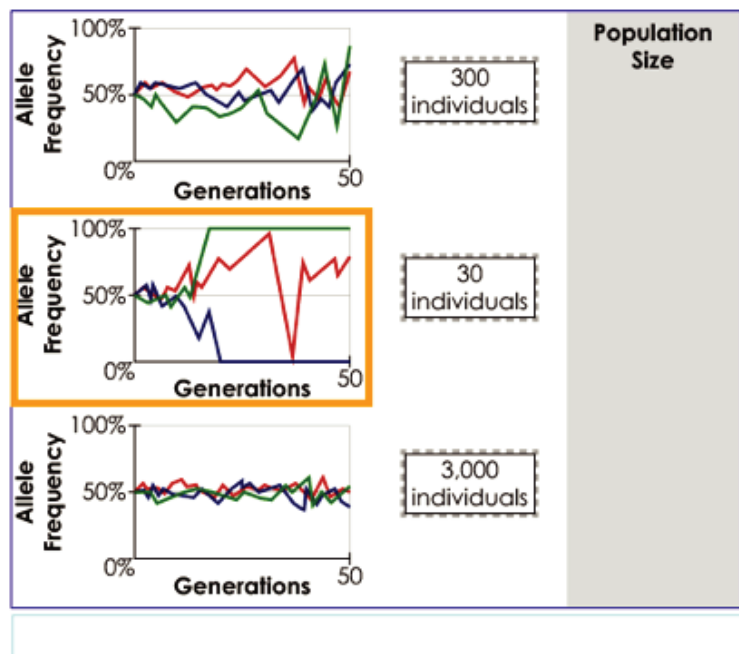 Population
Size
100%
50%
0%
Allele
Frequency
Generations
50
300
individuals
100%
50%
0%
Allele
Frequency
Generations
50
30
individuals
100%
50%
0%
Allele
Frequency
Generations
50
3,000
individuals